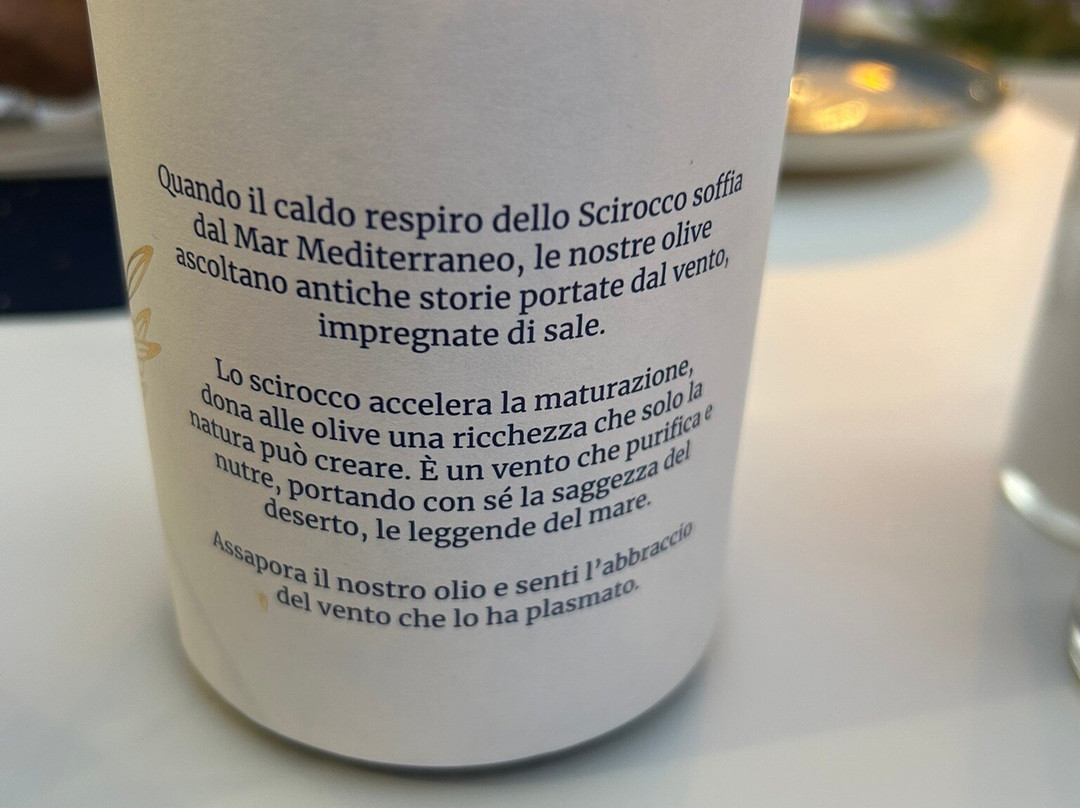 Quando il caldo respiro dello Scirocco soffia
dal Mar Mediterraneo, le nostre olive
ascoltano antiche storie portate dal vento,
impregnate di sale.
Lo scirocco accelera la maturazione,
dona alle olive una ricchezza che solo la
natura può creare. È un vento che purifica e
nutre, portando con sé la saggezza del
deserto, le leggende del mare.
Assapora il nostro olio e senti l'abbraccio
del vento che lo ha plasmato.